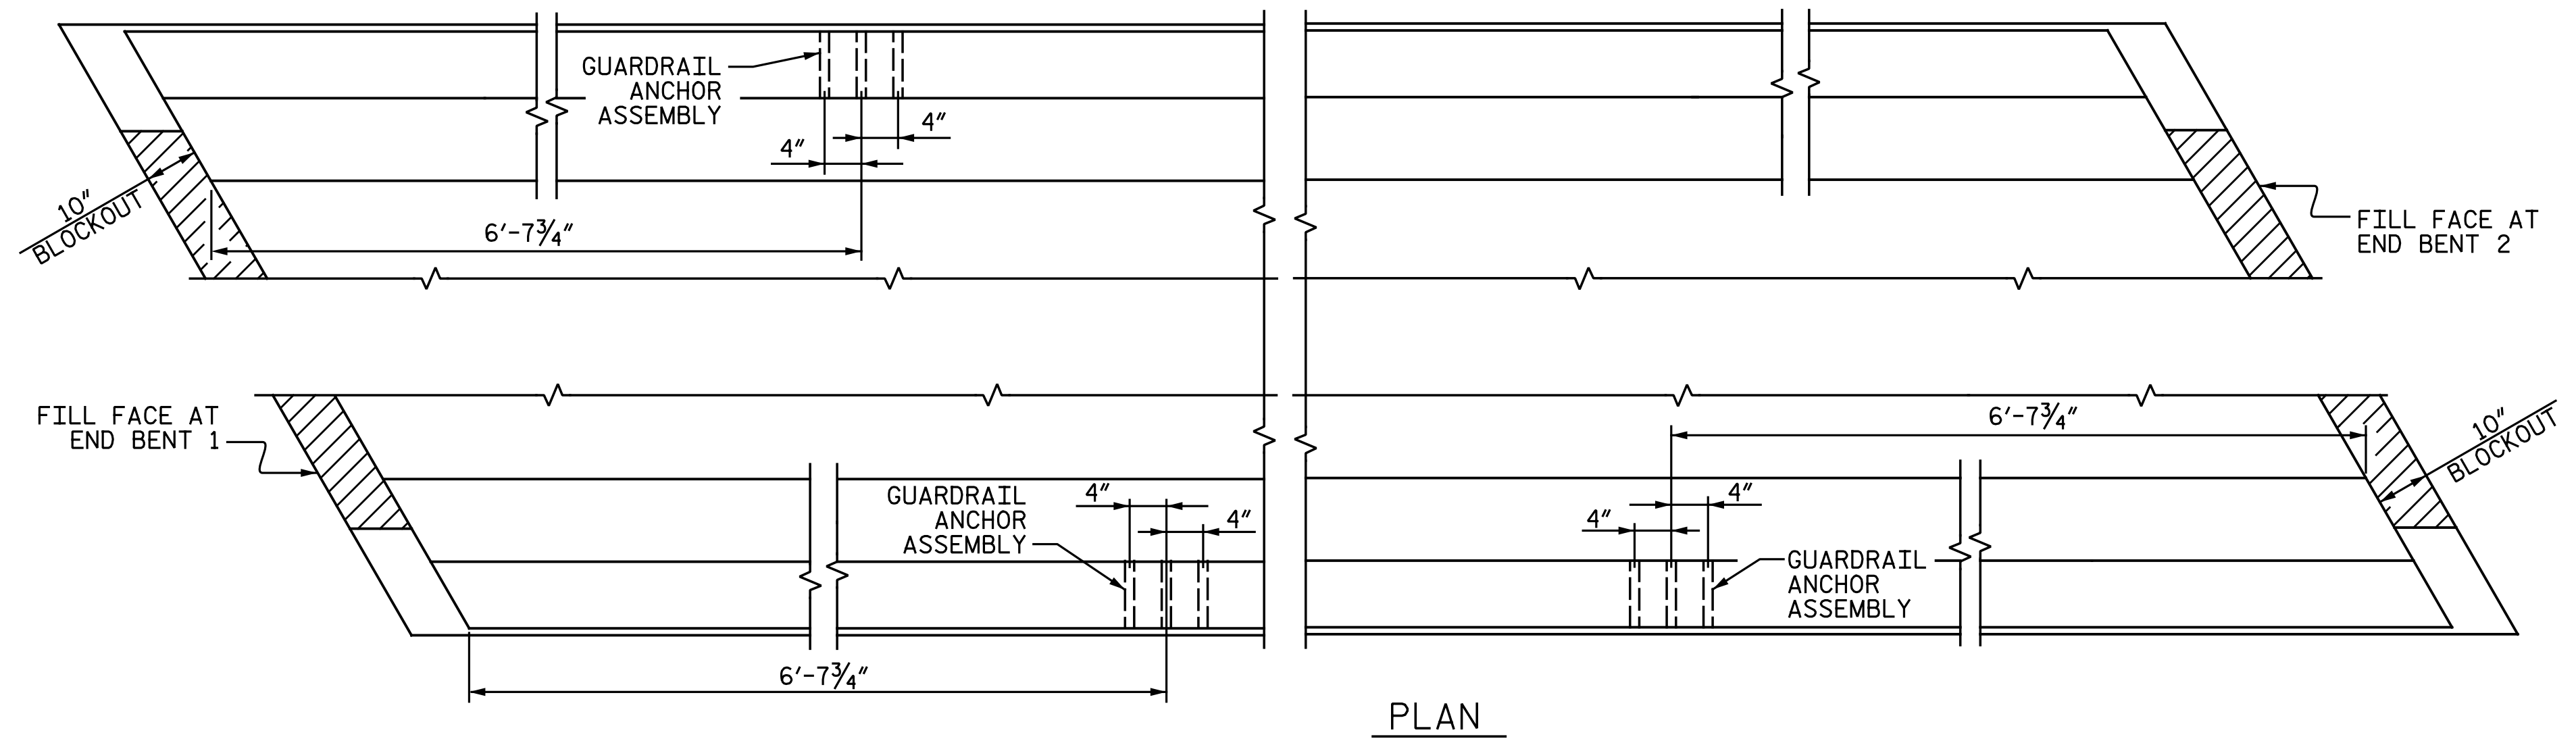 GUARDRAIL
ANCHOR
ASSEMBLY
4"
4"
10"
BLOCKOUT
6'-7¾"
FILL FACE AT
END BENT 2
FILL FACE AT
END BENT 1
6'-7¾"
10"
BLOCKOUT
GUARDRAIL
ANCHOR
ASSEMBLY
4"
4"
4"
4"
GUARDRAIL
ANCHOR
ASSEMBLY
6'-7¾"
PLAN